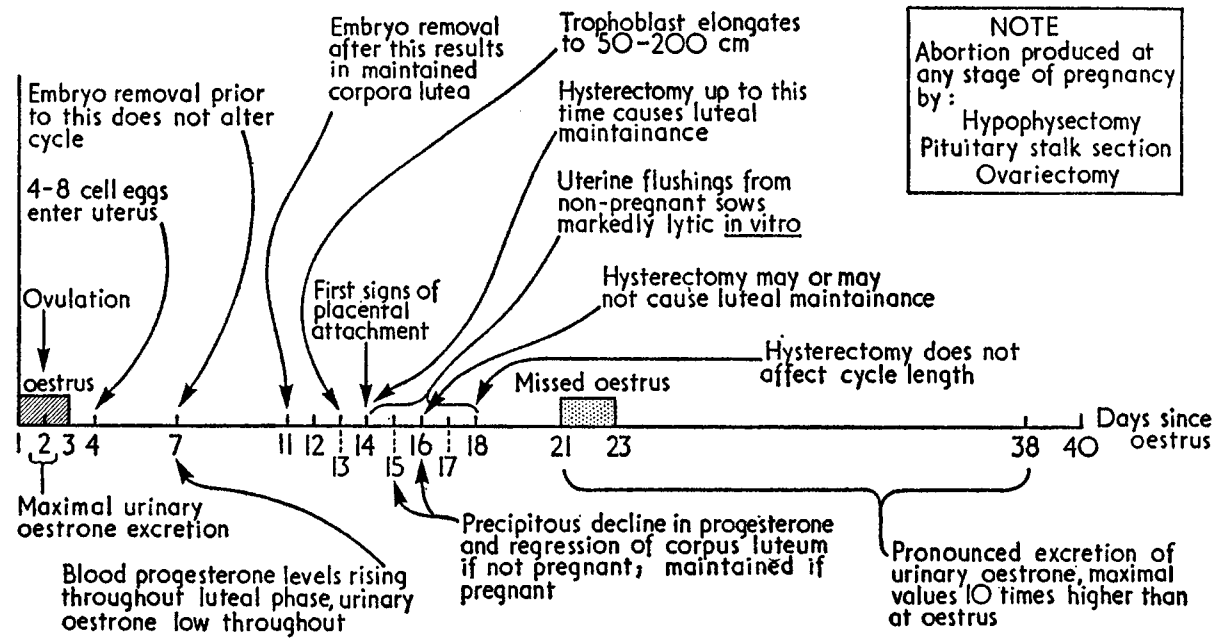 Embryo removal
after this results
in maintained
corpora lutea
Trophoblast elongates
to 50-200 cm
NOTE
Abortion produced at
any stage of pregnancy
by:
Hypophysectomy
Pituitary stalk section
Ovariectomy
Embryo removal prior
to this does not alter
cycle
Hysterectomy up to this
time causes luteal
maintainance
4-8 cell eggs
enter uterus
Uterine flushings from
non-pregnant sows
markedly lytic in vitro
Ovulation
First signs of
placental
attachment
Hysterectomy may or may
not cause luteal maintainance
oestrus
Missed oestrus
Hysterectomy does not
affect cycle length
1 2 3 4 7 11 12 13 14 15 16 17 18 21 23 38 40
Days since
oestrus
Maximal urinary
oestrone excretion
Blood progesterone levels rising
throughout luteal phase, urinary
oestrone low throughout
Precipitous decline in progesterone
and regression of corpus luteum
if not pregnant; maintained if
pregnant
Pronounced excretion of
urinary oestrone, maximal
values 10 times higher than
at oestrus